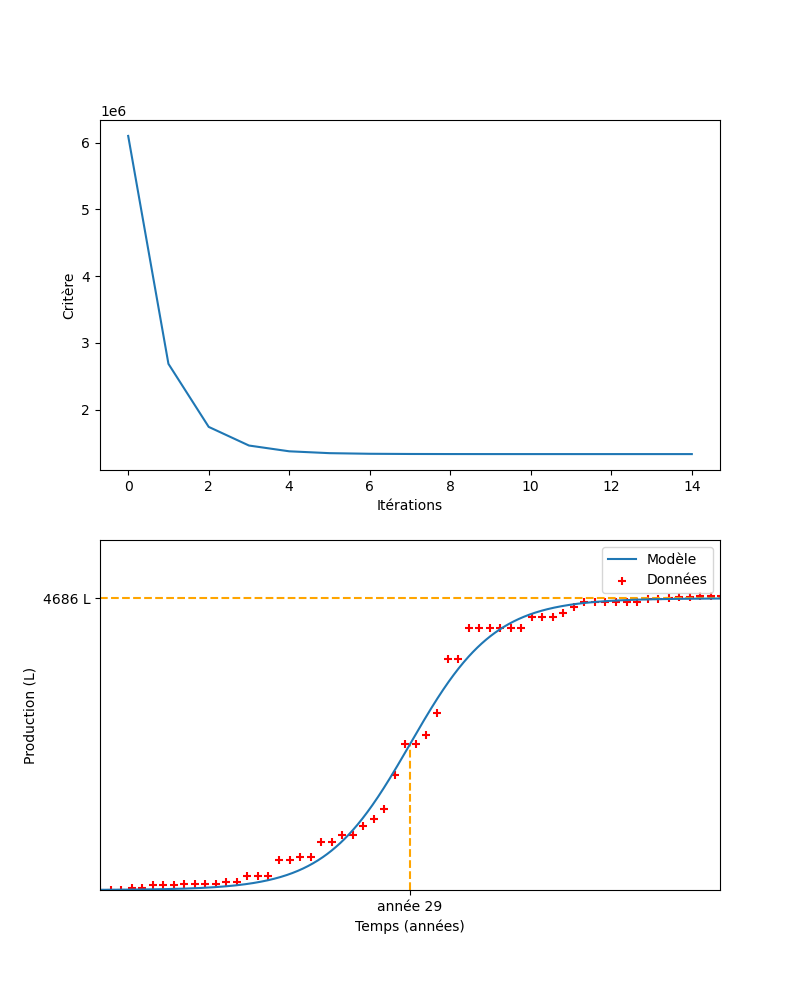 1e6
6
5
4
3
2
Critère
0 2 4 6 8 10 12 14
Itérations
Modèle
Données
4686 L
Production (L)
année 29
Temps (années)